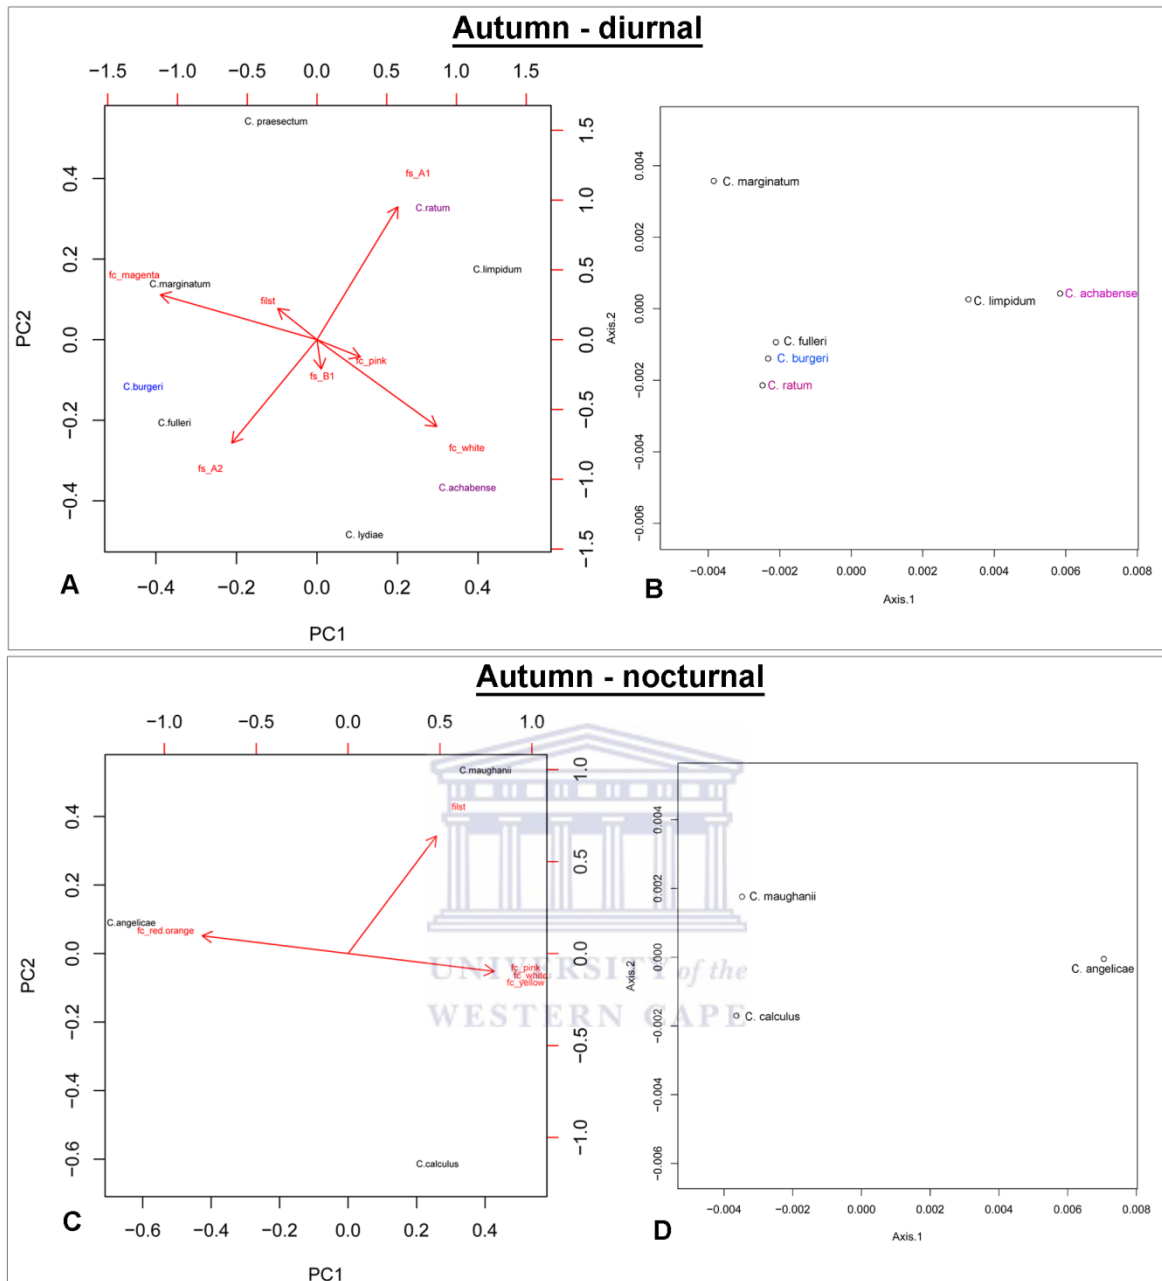 Autumn - diurnal
−1.5 −1.0 −0.5 0.0 0.5 1.0 1.5
C. praesectum
fs_A1
C.ratum
C.limpidum
fc_magenta
C.marginatum
filst
fc_pink
fs_B1
C.burgeri
C.fulleri
fc_white
fs_A2
C.achabense
C. lydiae
0.4
0.2
0.0
−0.2
−0.4
PC2
1.5
1.0
0.5
0.0
−0.5
−1.0
−1.5
−0.4 −0.2 0.0 0.2 0.4
A
PC1
0.004
0.002
0.000
−0.002
−0.004
−0.006
Axis.2
C. marginatum
C. achabense
C. limpidum
C. fulleri
C. burgeri
C. ratum
−0.004 −0.002 0.000 0.002 0.004 0.006 0.008
B
Axis.1
Autumn - nocturnal
−1.0 −0.5 0.0 0.5 1.0
C.maughanii
filst
C.angelicae
fc_red.orange
fc_pink
fc_white
fc_yellow
C.calculus
0.4
0.2
0.0
−0.2
−0.4
−0.6
PC2
1.0
0.5
0.0
−0.5
−1.0
−0.6 −0.4 −0.2 0.0 0.2 0.4
C
PC1
UNIVERSITY of the
WESTERN CAPE
0.004
0.002
0.000
−0.002
−0.004
−0.006
Axis.2
C. maughanii
C. angelicae
C. calculus
−0.004 −0.002 0.000 0.002 0.004 0.006 0.008
D
Axis.1